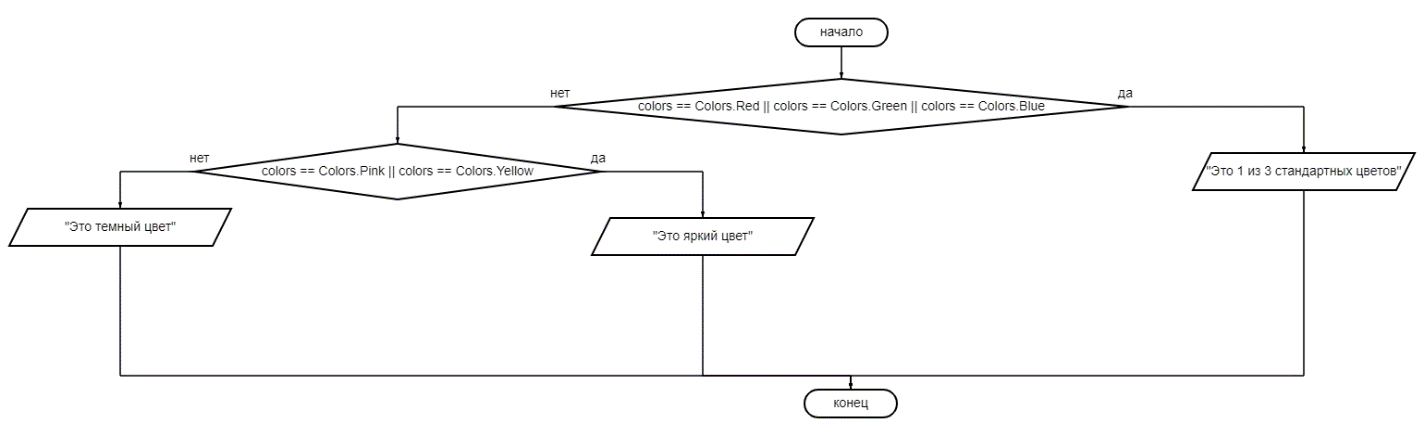 начало
нет
colors == Colors.Red || colors == Colors.Green || colors == Colors.Blue
да
нет
colors == Colors.Pink || colors == Colors.Yellow
да
"Это 1 из 3 стандартных цветов"
"Это темный цвет"
"Это яркий цвет"
конец